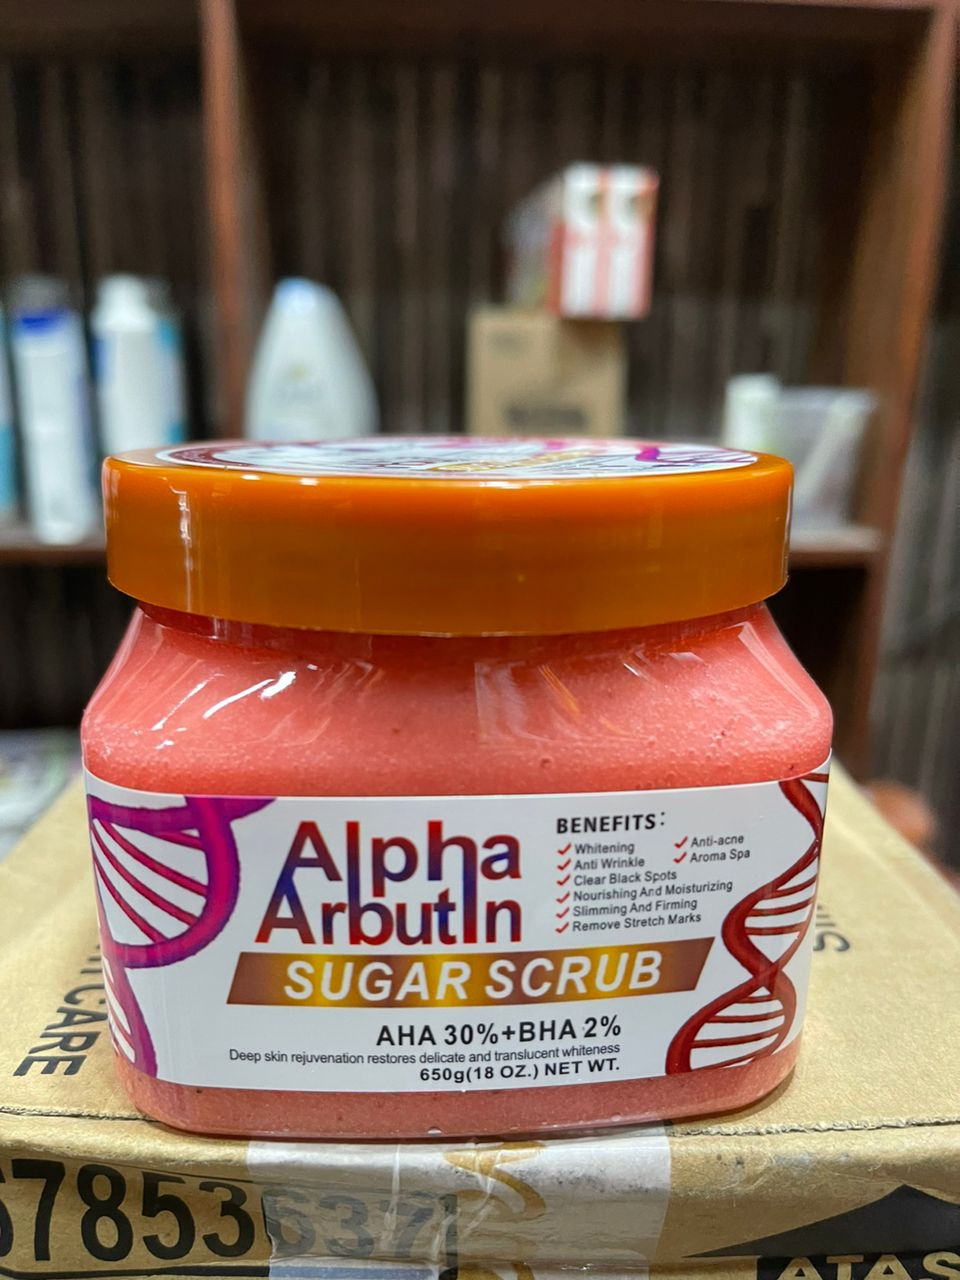 Alpha
ArbutIn
SUGAR SCRUB
AHA 30%+BHA 2%
Deep skin rejuvenation restores delicate and translucent whiteness
650g(18 OZ.) NET WT.
BENEFITS:
Whitening
Anti Wrinkle
Clear Black Spots
Nourishing And Moisturizing
Slimming And Firming
Remove Stretch Marks
Anti-acne
Aroma Spa
CARE
7853637
ATAS